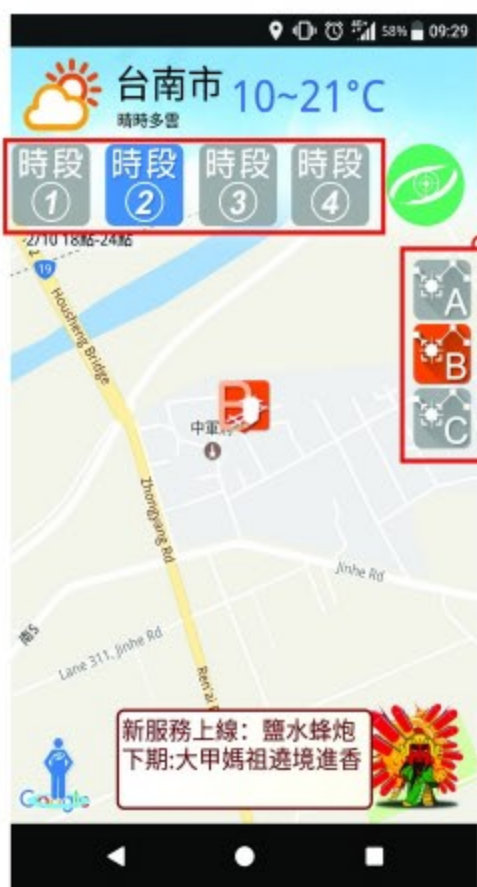 58% 09:29
台南市 10~21°C
晴時多雲
時段 時段 時段 時段
1 2 3 4
2/10 18點-24點
19
Housheng Bridge
A
B
C
B
中軍府
Zhongyang Rd
Jinhe Rd
南5
Lane 311, Jinhe Rd
Ren'ai
新服務上線：鹽水蜂炮
下期:大甲媽祖遶境進香
Google